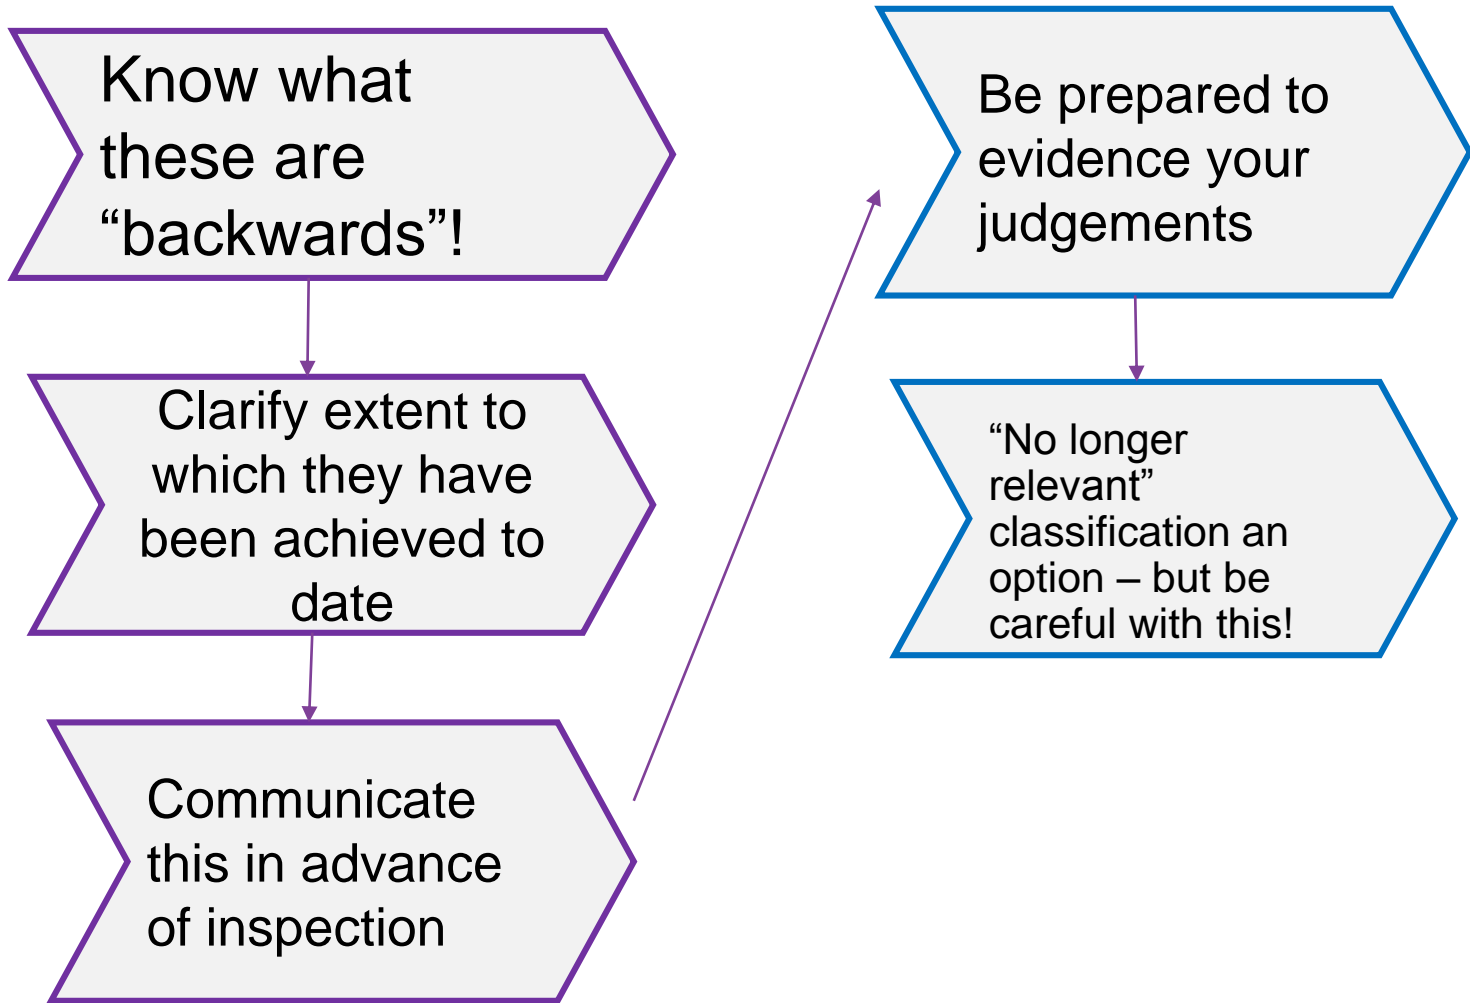 Know what
these are
“backwards”!
Clarify extent to
which they have
been achieved to
date
Communicate
this in advance
of inspection
Be prepared to
evidence your
judgements
“No longer
relevant”
classification an
option – but be
careful with this!